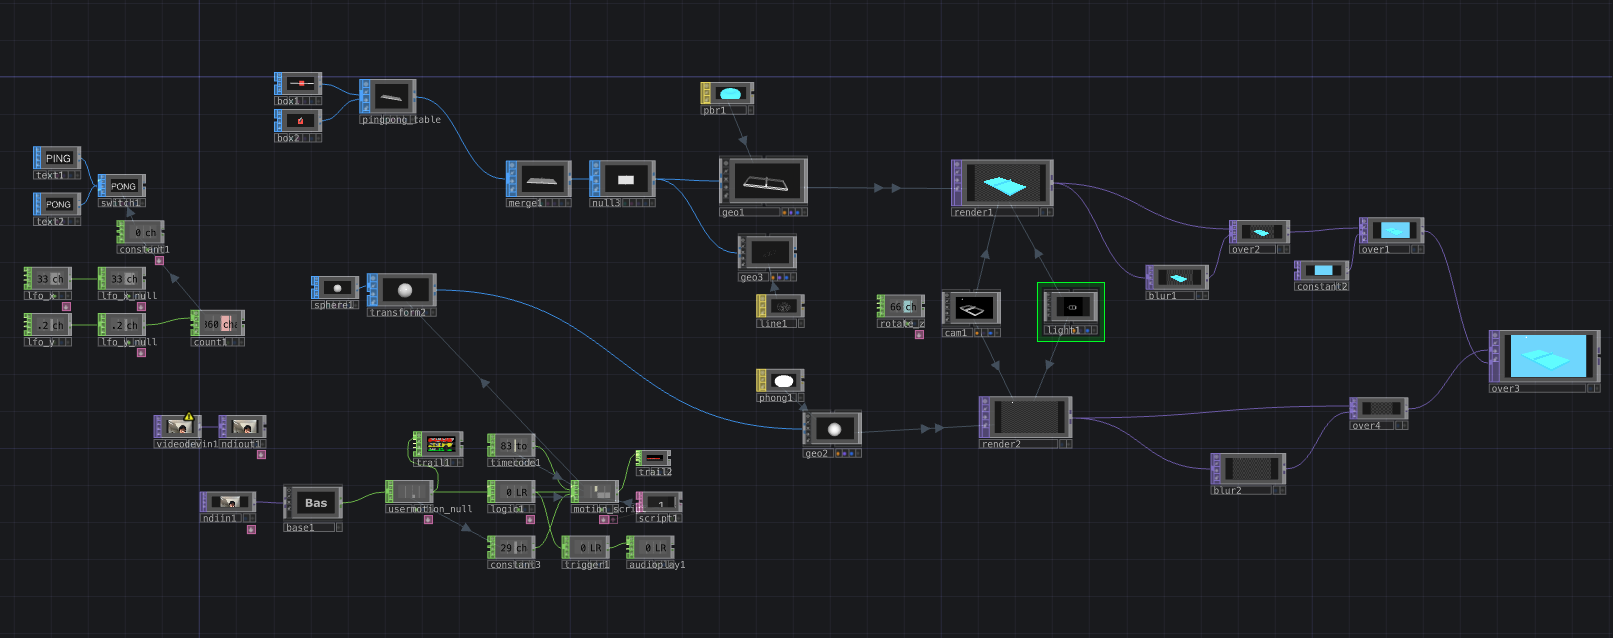 box1
box2
pingpong_table
pbr1
PING
text1
PONG
text2
PONG
switch1
0 ch
constant1
merge1
null3
geo1
render1
geo3
over2
over1
blur1
constant2
33 ch
lfo_x
33 ch
lfo_x_null
.2 ch
lfo_y
.2 ch
lfo_y_null
360 cha
count1
sphere1
transform2
line1
66 ch
rotate_z
cam1
light1
over3
phong1
geo2
render2
over4
blur2
videodevin1
ndiout1
trail1
83 to
timecode1
trail2
ndiin1
Bas
base1
usermotion_null
0 LR
logic1
motion_scrip
1
script1
29 ch
constant3
0 LR
trigger1
0 LR
audioplay1